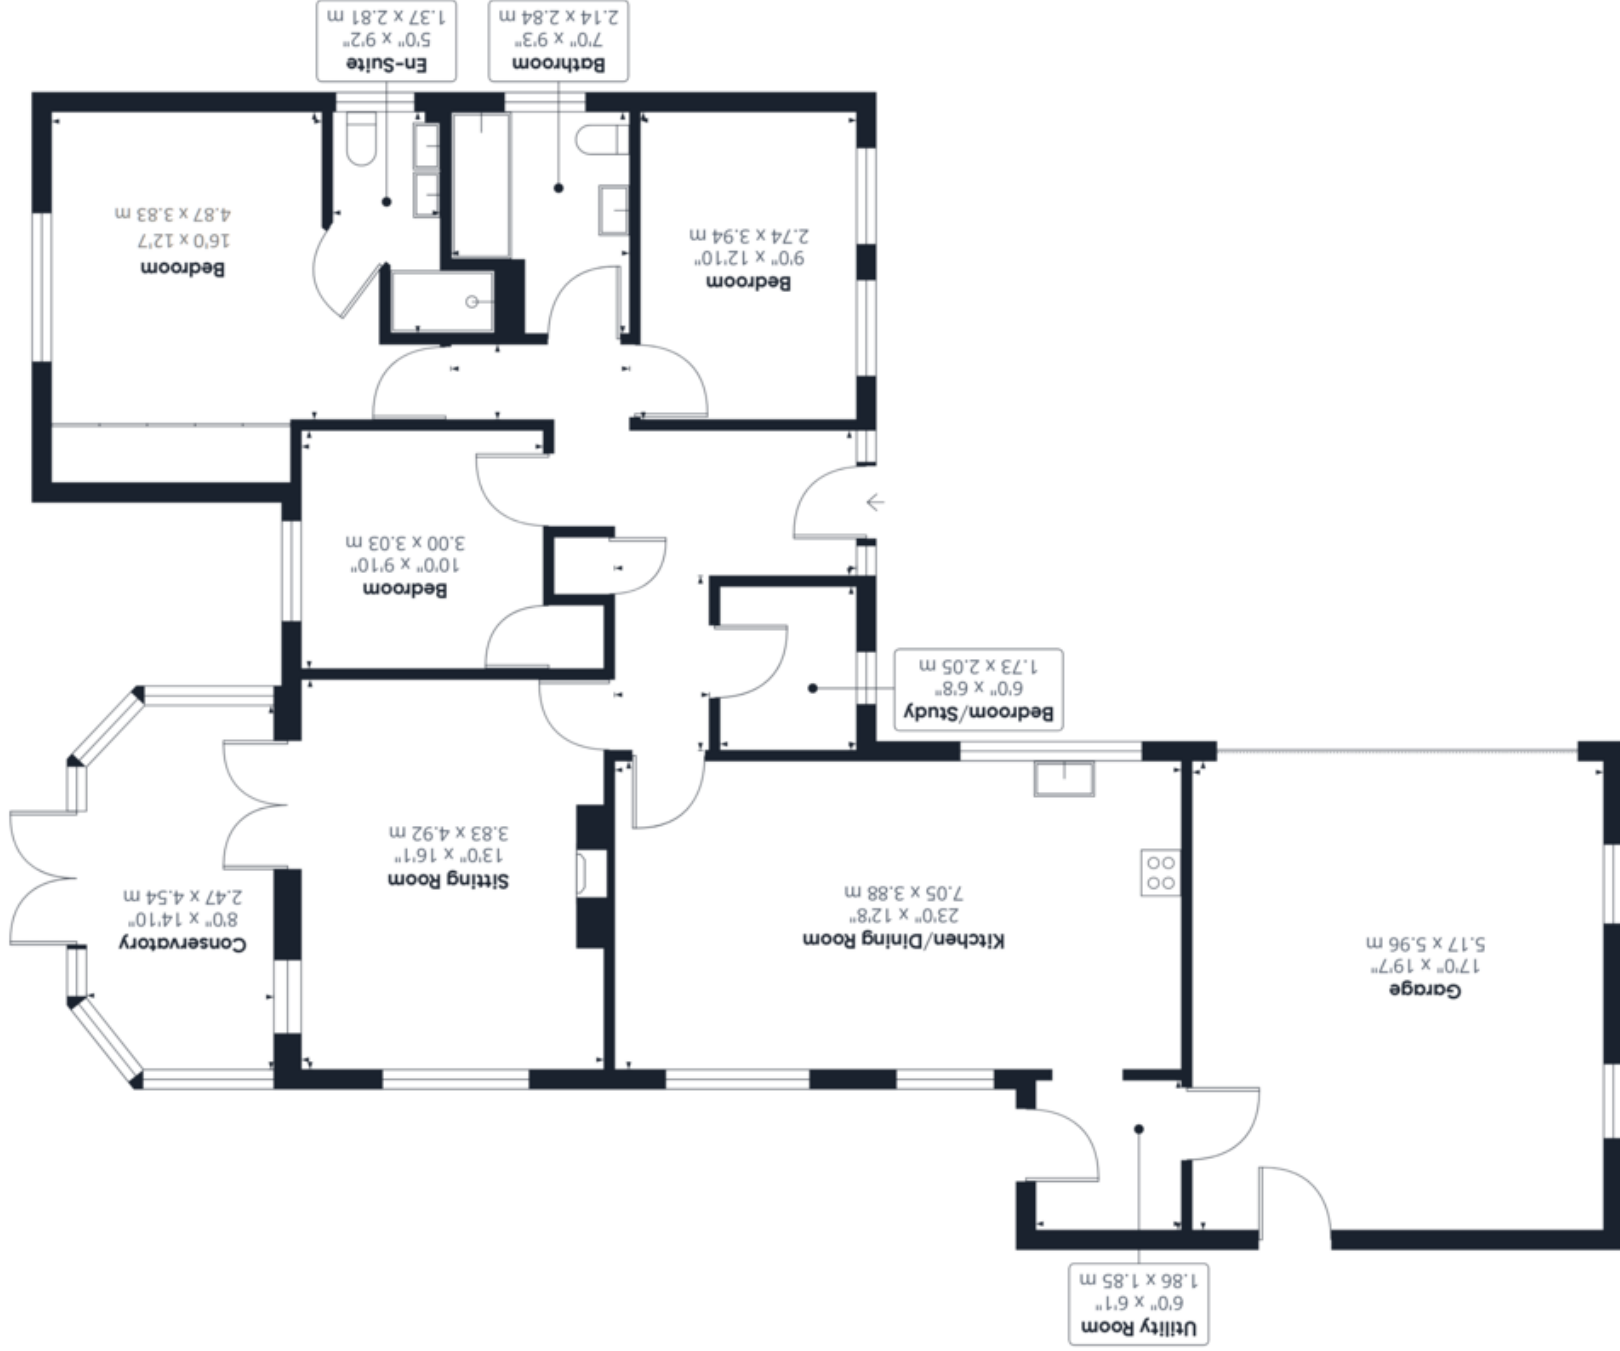 Utility Room
6'0" x 6'1"
1.86 x 1.85 m
Garage
17'0" x 19'7"
5.17 x 5.96 m
Kitchen/Dining Room
23'0" x 12'8"
7.05 x 3.88 m
Conservatory
8'0" x 14'10"
2.47 x 4.54 m
Sitting Room
13'0" x 16'1"
3.83 x 4.92 m
Bedroom/Study
6'0" x 6'8"
1.73 x 2.05 m
Bedroom
10'0" x 9'10"
3.00 x 3.03 m
Bedroom
9'0" x 12'10"
2.74 x 3.94 m
Bedroom
16'0 x 12'7
4.87 x 3.83 m
Bathroom
7'0" x 9'3"
2.14 x 2.84 m
En-Suite
5'0" x 9'2"
1.37 x 2.81 m